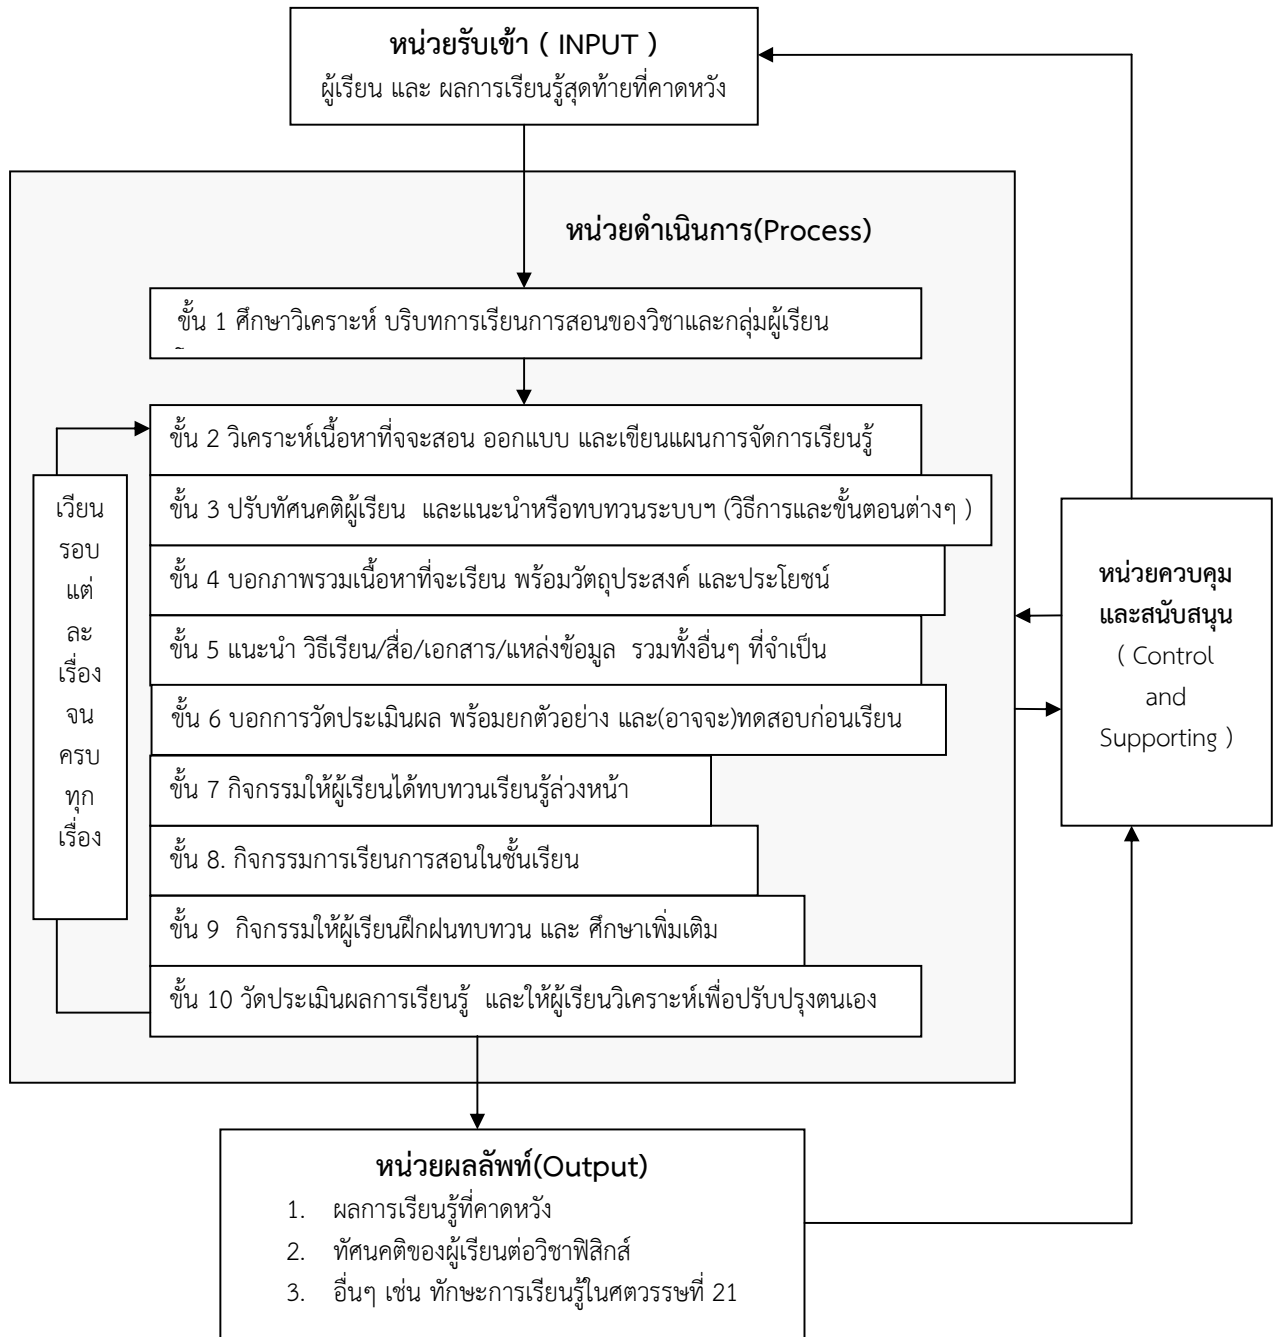 หน่วยรับเข้า ( INPUT )
ผู้เรียน และ ผลการเรียนรู้สุดท้ายที่คาดหวัง
หน่วยดำเนินการ(Process)
ขั้น 1 ศึกษาวิเคราะห์ บริบทการเรียนการสอนของวิชาและกลุ่มผู้เรียน
ขั้น 2 วิเคราะห์เนื้อหาที่จจะสอน ออกแบบ และเขียนแผนการจัดการเรียนรู้
ขั้น 3 ปรับทัศนคติผู้เรียน และแนะนำหรือทบทวนระบบฯ (วิธีการและขั้นตอนต่างๆ )
ขั้น 4 บอกภาพรวมเนื้อหาที่จะเรียน พร้อมวัตถุประสงค์ และประโยชน์
ขั้น 5 แนะนำ วิธีเรียน/สื่อ/เอกสาร/แหล่งข้อมูล รวมทั้งอื่นๆ ที่จำเป็น
ขั้น 6 บอกการวัดประเมินผล พร้อมยกตัวอย่าง และ(อาจจะ)ทดสอบก่อนเรียน
ขั้น 7 กิจกรรมให้ผู้เรียนได้ทบทวนเรียนรู้ล่วงหน้า
ขั้น 8. กิจกรรมการเรียนการสอนในชั้นเรียน
ขั้น 9 กิจกรรมให้ผู้เรียนฝึกฝนทบทวน และ ศึกษาเพิ่มเติม
ขั้น 10 วัดประเมินผลการเรียนรู้ และให้ผู้เรียนวิเคราะห์เพื่อปรับปรุงตนเอง
เวียน
รอบ
แต่
ละ
เรื่อง
จน
ครบ
ทุก
เรื่อง
หน่วยควบคุม
และสนับสนุน
( Control
and
Supporting )
หน่วยผลลัพท์(Output)
1. ผลการเรียนรู้ที่คาดหวัง
2. ทัศนคติของผู้เรียนต่อวิชาฟิสิกส์
3. อื่นๆ เช่น ทักษะการเรียนรู้ในศตวรรษที่ 21